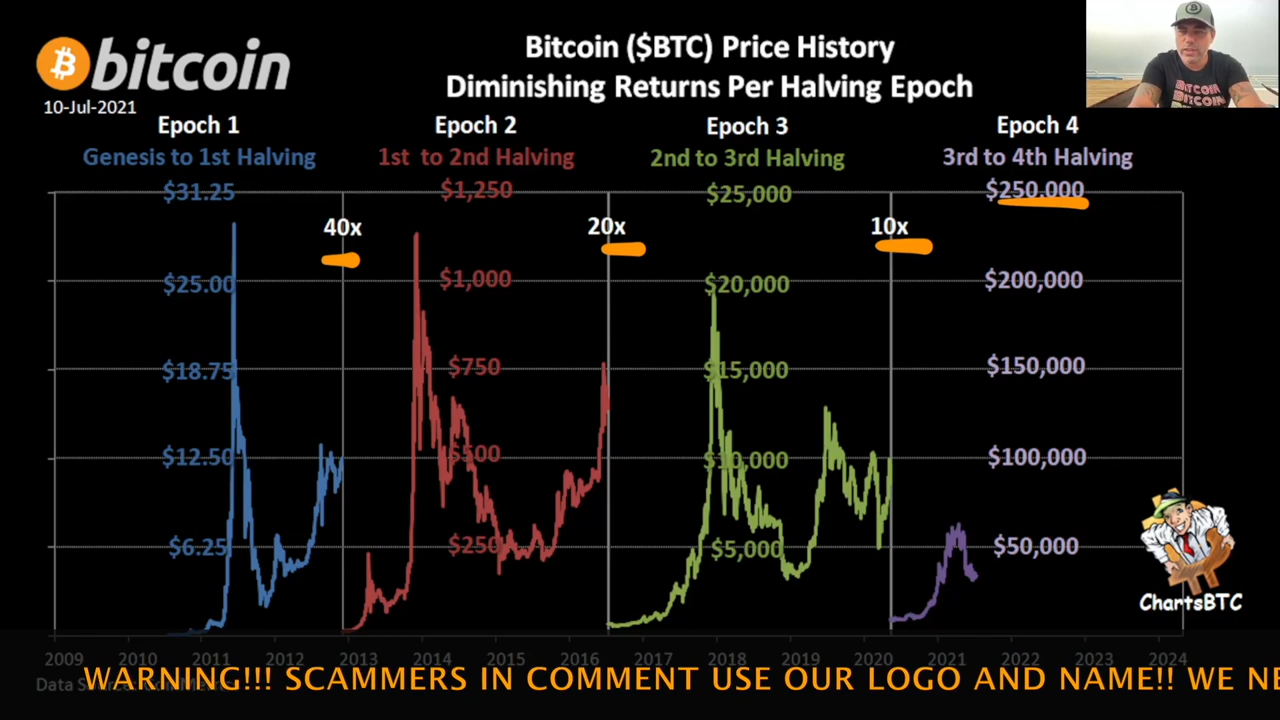 bitcoin
10-Jul-2021
Bitcoin ($BTC) Price History
Diminishing Returns Per Halving Epoch
BITCOIN
BITCOIN
Epoch 1
Epoch 2
Epoch 3
Epoch 4
Genesis to 1st Halving
1st to 2nd Halving
2nd to 3rd Halving
3rd to 4th Halving
$31.25
$1,250
$25,000
$250,000
40x
20x
10x
$25.00
$1,000
$20,000
$200,000
$18.75
$750
$15,000
$150,000
$12.50
$500
$10,000
$100,000
$6.25
$250
$5,000
$50,000
ChartsBTC
2009 2010 2011 2012 2013 2014 2015 2016 2017 2018 2019 2020 2021 2022 2023 2024
WARNING!!! SCAMMERS IN COMMENT USE OUR LOGO AND NAME!! WE NE